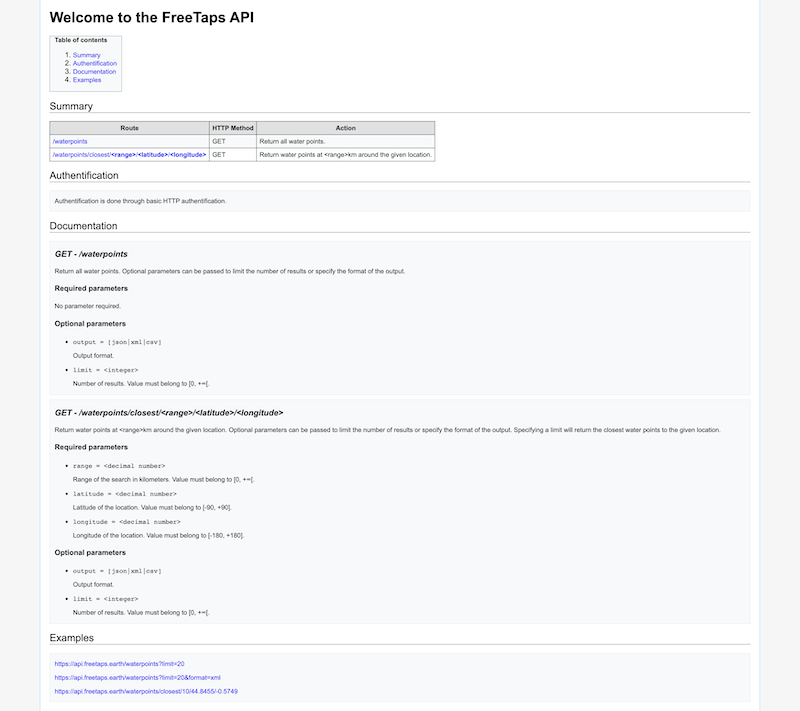 Welcome to the FreeTaps API
Table of contents
1. Summary
2. Authentification
3. Documentation
4. Examples
Summary
Route HTTP Method Action
/waterpoints GET Return all water points.
/waterpoints/closest/<range>/<latitude>/<longitude> GET Return water points at <range>km around the given location.
Authentification
Authentification is done through basic HTTP authentification.
Documentation
GET - /waterpoints
Return all water points. Optional parameters can be passed to limit the number of results or specify the format of the output.
Required parameters
No parameter required.
Optional parameters
• output = [json|xml|csv]
Output format.
• limit = <integer>
Number of results. Value must belong to [0, +∞[.
GET - /waterpoints/closest/<range>/<latitude>/<longitude>
Return water points at <range>km around the given location. Optional parameters can be passed to limit the number of results or specify the format of the output. Specifying a limit will return the closest water points to the given location.
Required parameters
• range = <decimal number>
Range of the search in kilometers. Value must belong to [0, +∞[.
• latitude = <decimal number>
Latitude of the location. Value must belong to [-90, +90].
• longitude = <decimal number>
Longitude of the location. Value must belong to [-180, +180].
Optional parameters
• output = [json|xml|csv]
Output format.
• limit = <integer>
Number of results. Value must belong to [0, +∞[.
Examples
https://api.freetaps.earth/waterpoints?limit=20
https://api.freetaps.earth/waterpoints?limit=20&format=xml
https://api.freetaps.earth/waterpoints/closest/10/44.8455/-0.5749